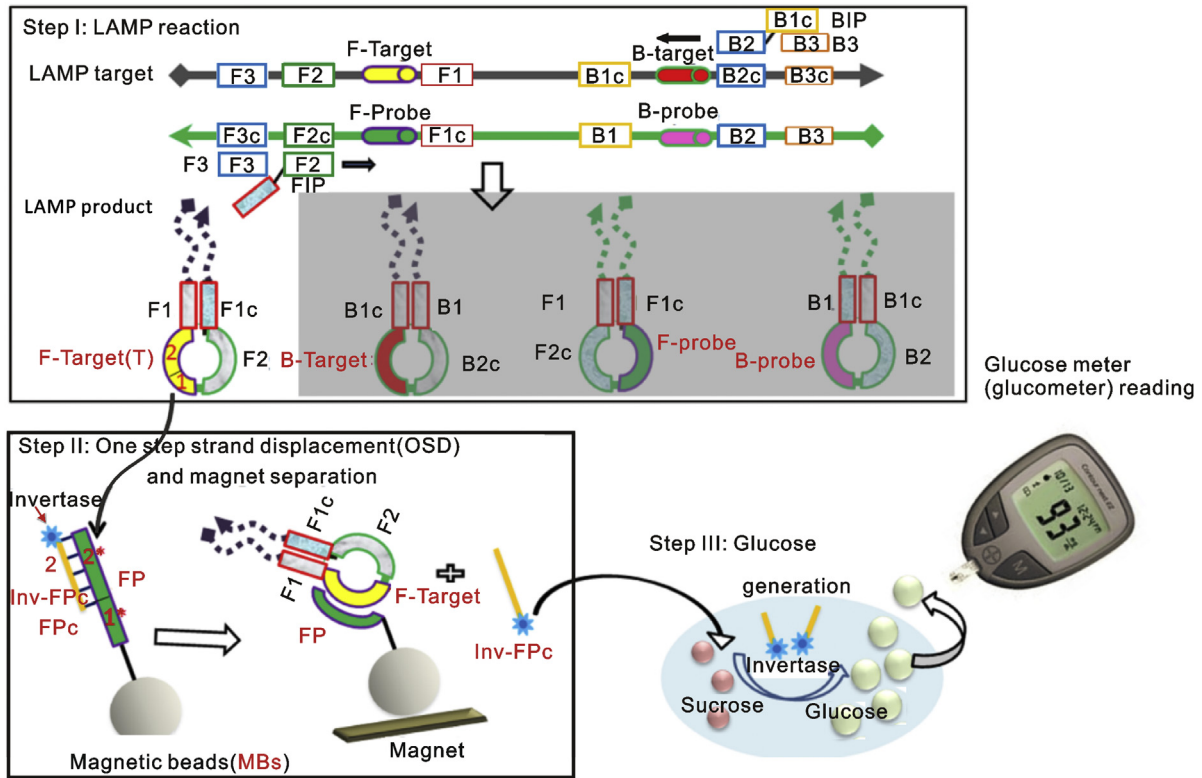 Step I: LAMP reaction
B1c BIP
F-Target
B-target
B2 B3 B3
LAMP target
F3 F2 F1 B1c B2c B3c
F-Probe
B-probe
F3c F2c F1c B1 B2 B3
F3 F3 F2
FIP
LAMP product
F1 F1c
B1c B1
F1 F1c
B1 B1c
F-Target(T) 2 1 F2
B-Target B2c
F2c F-probe
B-probe B2
Glucose meter
(glucometer) reading
Step II: One step strand displacement(OSD)
and magnet separation
Invertase
2 2* FP
Inv-FPc
FPc 1*
F1c F2
F1
F-Target
FP
Inv-FPc
Magnet
Magnetic beads(MBs)
Step III: Glucose
generation
Invertase
Sucrose
Glucose
93
M